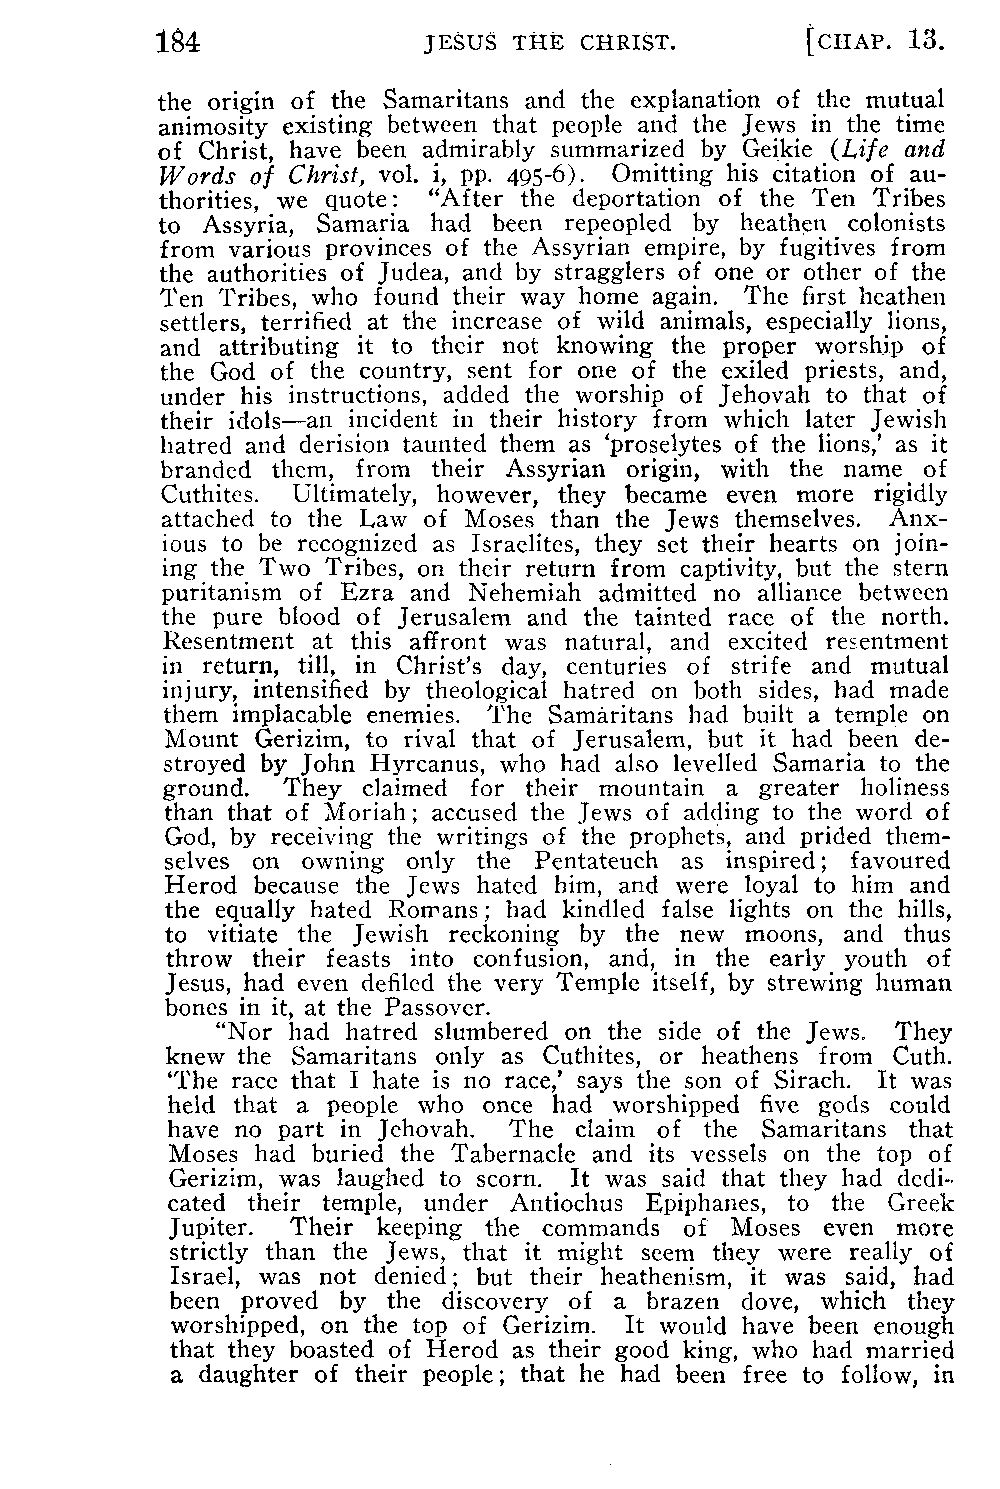 184 JESUS THE CHRIST. [CHAP. 13.
the origin of the Samaritans and the explanation of the mutual
animosity existing between that people and the Jews in the time
of Christ, have been admirably summarized by Geikie (Life and
Words of Christ, vol. i, pp. 495-6). Omitting his citation of au-
thorities, we quote: “After the deportation of the Ten Tribes
to Assyria, Samaria had been repeopled by heathen colonists
from various provinces of the Assyrian empire, by fugitives from
the authorities of Judea, and by stragglers of one or other of the
Ten Tribes, who found their way home again. The first heathen
settlers, terrified at the increase of wild animals, especially lions,
and attributing it to their not knowing the proper worship of
the God of the country, sent for one of the exiled priests, and,
under his instructions, added the worship of Jehovah to that of
their idols—an incident in their history from which later Jewish
hatred and derision taunted them as ‘proselytes of the lions,’ as it
branded them, from their Assyrian origin, with the name of
Cuthites. Ultimately, however, they became even more rigidly
attached to the Law of Moses than the Jews themselves. Anx-
ious to be recognized as Israelites, they set their hearts on join-
ing the Two Tribes, on their return from captivity, but the stern
puritanism of Ezra and Nehemiah admitted no alliance between
the pure blood of Jerusalem and the tainted race of the north.
Resentment at this affront was natural, and excited resentment
in return, till, in Christ’s day, centuries of strife and mutual
injury, intensified by theological hatred on both sides, had made
them implacable enemies. The Samaritans had built a temple on
Mount Gerizim, to rival that of Jerusalem, but it had been de-
stroyed by John Hyrcanus, who had also levelled Samaria to the
ground. They claimed for their mountain a greater holiness
than that of Moriah; accused the Jews of adding to the word of
God, by receiving the writings of the prophets, and prided them-
selves on owning only the Pentateuch as inspired; favoured
Herod because the Jews hated him, and were loyal to him and
the equally hated Romans; had kindled false lights on the hills,
to vitiate the Jewish reckoning by the new moons, and thus
throw their feasts into confusion, and, in the early youth of
Jesus, had even defiled the very Temple itself, by strewing human
bones in it, at the Passover.
“Nor had hatred slumbered on the side of the Jews. They
knew the Samaritans only as Cuthites, or heathens from Cuth.
‘The race that I hate is no race,’ says the son of Sirach. It was
held that a people who once had worshipped five gods could
have no part in Jehovah. The claim of the Samaritans that
Moses had buried the Tabernacle and its vessels on the top of
Gerizim, was laughed to scorn. It was said that they had dedi-
cated their temple, under Antiochus Epiphanes, to the Greek
Jupiter. Their keeping the commands of Moses even more
strictly than the Jews, that it might seem they were really of
Israel, was not denied; but their heathenism, it was said, had
been proved by the discovery of a brazen dove, which they
worshipped, on the top of Gerizim. It would have been enough
that they boasted of Herod as their good king, who had married
a daughter of their people; that he had been free to follow, in